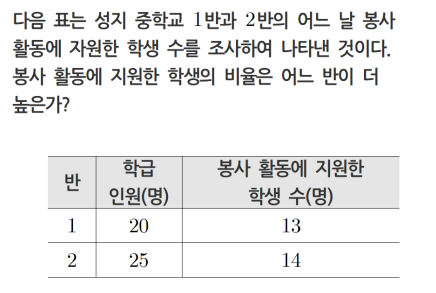 다음 표는 성지 중학교 1반과 2반의 어느 날 봉사
활동에 자원한 학생 수를 조사하여 나타낸 것이다.
봉사 활동에 지원한 학생의 비율은 어느 반이 더
높은가?
반 학급 인원(명) 봉사 활동에 지원한 학생 수(명)
1 20 13
2 25 14